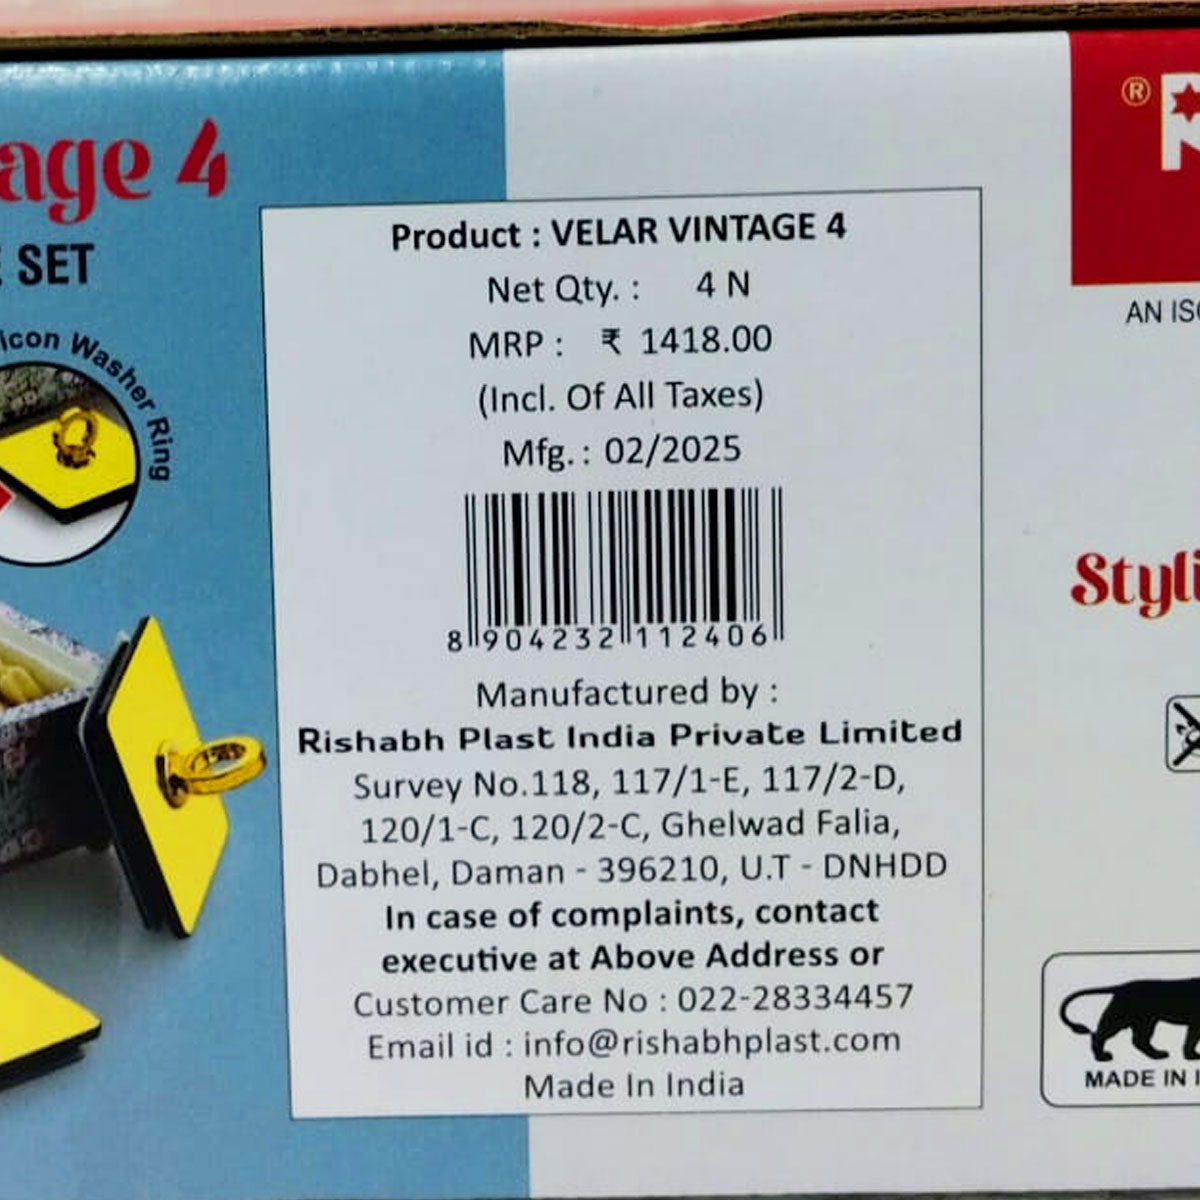 age 4
SET
icon Washer Ring
Product : VELAR VINTAGE 4
Net Qty. : 4 N
MRP : ₹ 1418.00
(Incl. Of All Taxes)
Mfg. : 02/2025
8 904232 112406
Manufactured by :
Rishabh Plast India Private Limited
Survey No.118, 117/1-E, 117/2-D,
120/1-C, 120/2-C, Ghelwad Falia,
Dabhel, Daman - 396210, U.T - DNHDD
In case of complaints, contact
executive at Above Address or
Customer Care No : 022-28334457
Email id : info@rishabhplast.com
Made In India
®
AN ISO
Styli
MADE IN I